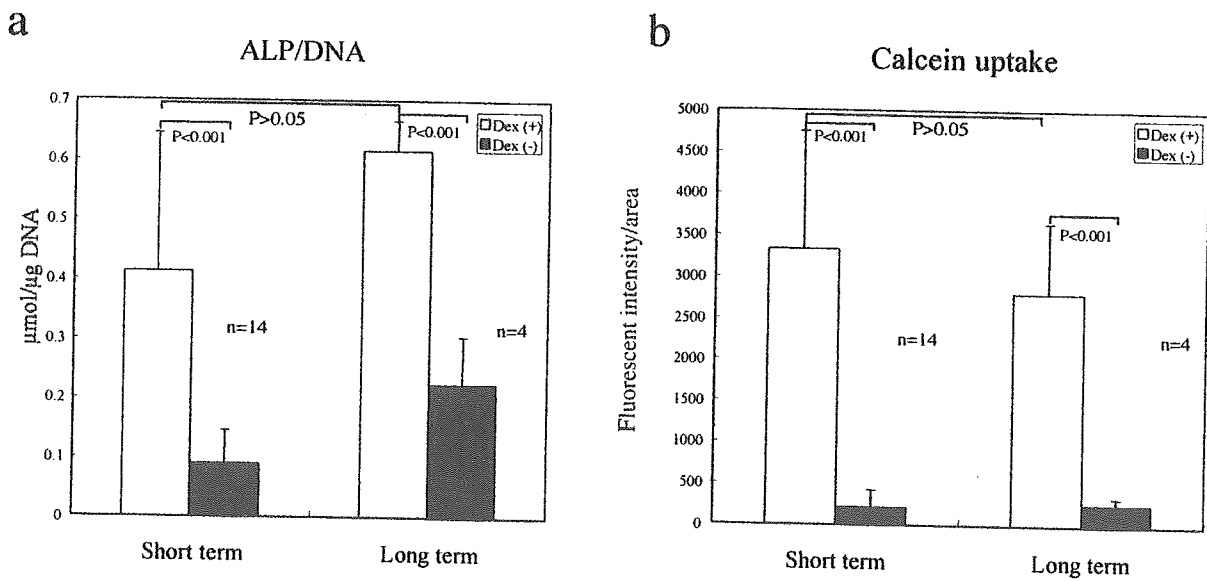 a
ALP/DNA
μmol/μg DNA
0.7
0.6
0.5
0.4
0.3
0.2
0.1
0
P<0.001
P>0.05
P<0.001
Dex (+)
Dex (-)
n=14
n=4
Short term
Long term
b
Calcein uptake
Fluorescent intensity/area
5000
4500
4000
3500
3000
2500
2000
1500
1000
500
0
P<0.001
P>0.05
P<0.001
Dex (+)
Dex (-)
n=14
n=4
Short term
Long term